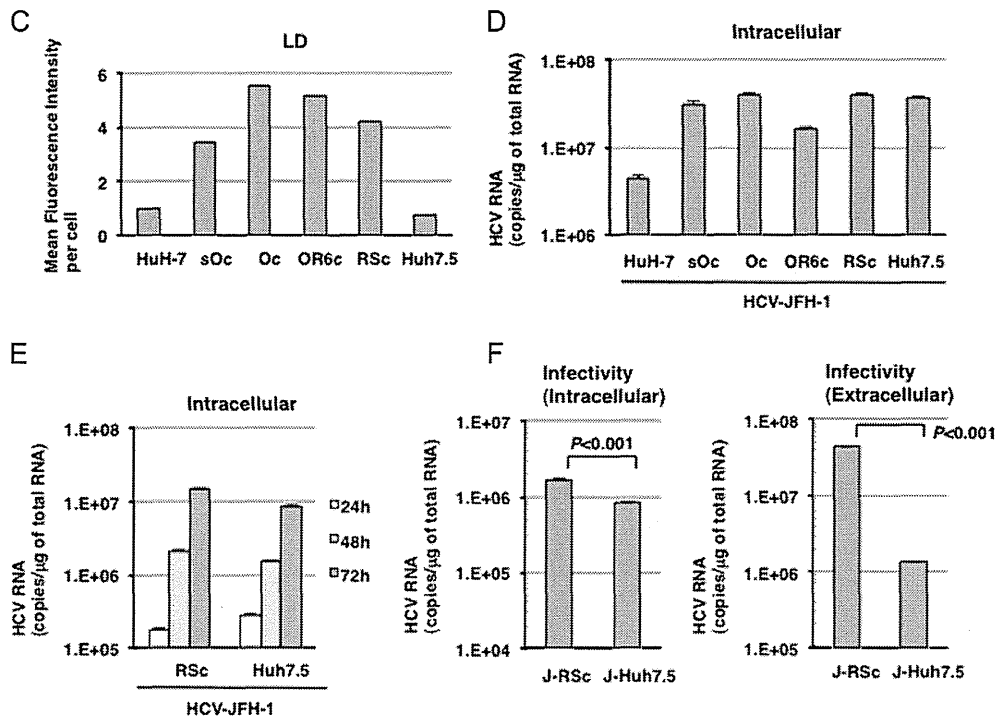 C
LD
Mean Fluorescence Intensity
per cell
6
4
2
0
HuH-7 sOc Oc OR6c RSc Huh7.5
D
Intracellular
HCV RNA
(copies/µg of total RNA)
1.E+08
1.E+07
1.E+06
HuH-7 sOc Oc OR6c RSc Huh7.5
HCV-JFH-1
E
Intracellular
HCV RNA
(copies/µg of total RNA)
1.E+08
1.E+07
1.E+06
1.E+05
24h
48h
72h
RSc Huh7.5
HCV-JFH-1
F
Infectivity
(Intracellular)
HCV RNA
(copies/µg of total RNA)
1.E+07
1.E+06
1.E+05
1.E+04
P<0.001
J-RSc J-Huh7.5
Infectivity
(Extracellular)
HCV RNA
(copies/µg of total RNA)
1.E+08
1.E+07
1.E+06
1.E+05
P<0.001
J-RSc J-Huh7.5